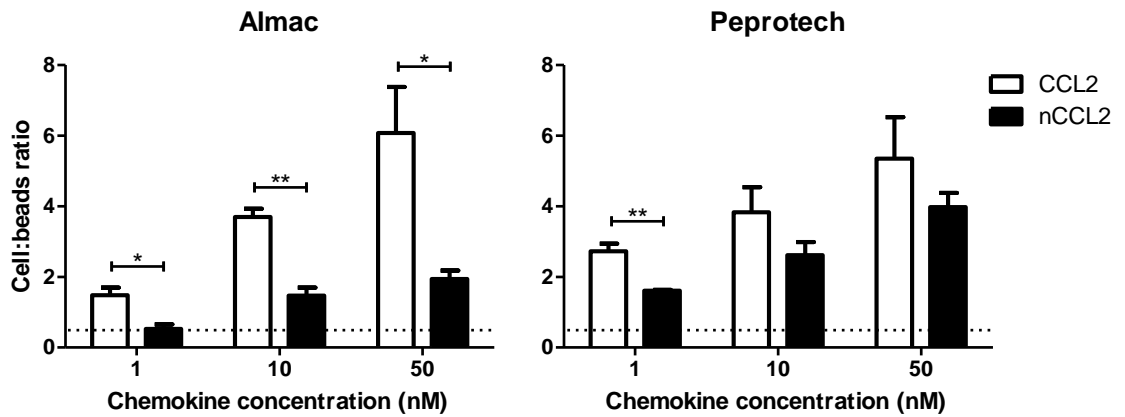 Almac
Peprotech
Cell:beads ratio
8
6
4
2
0
*
**
*
1
10
50
Chemokine concentration (nM)
8
6
4
2
0
**
1
10
50
Chemokine concentration (nM)
CCL2
nCCL2